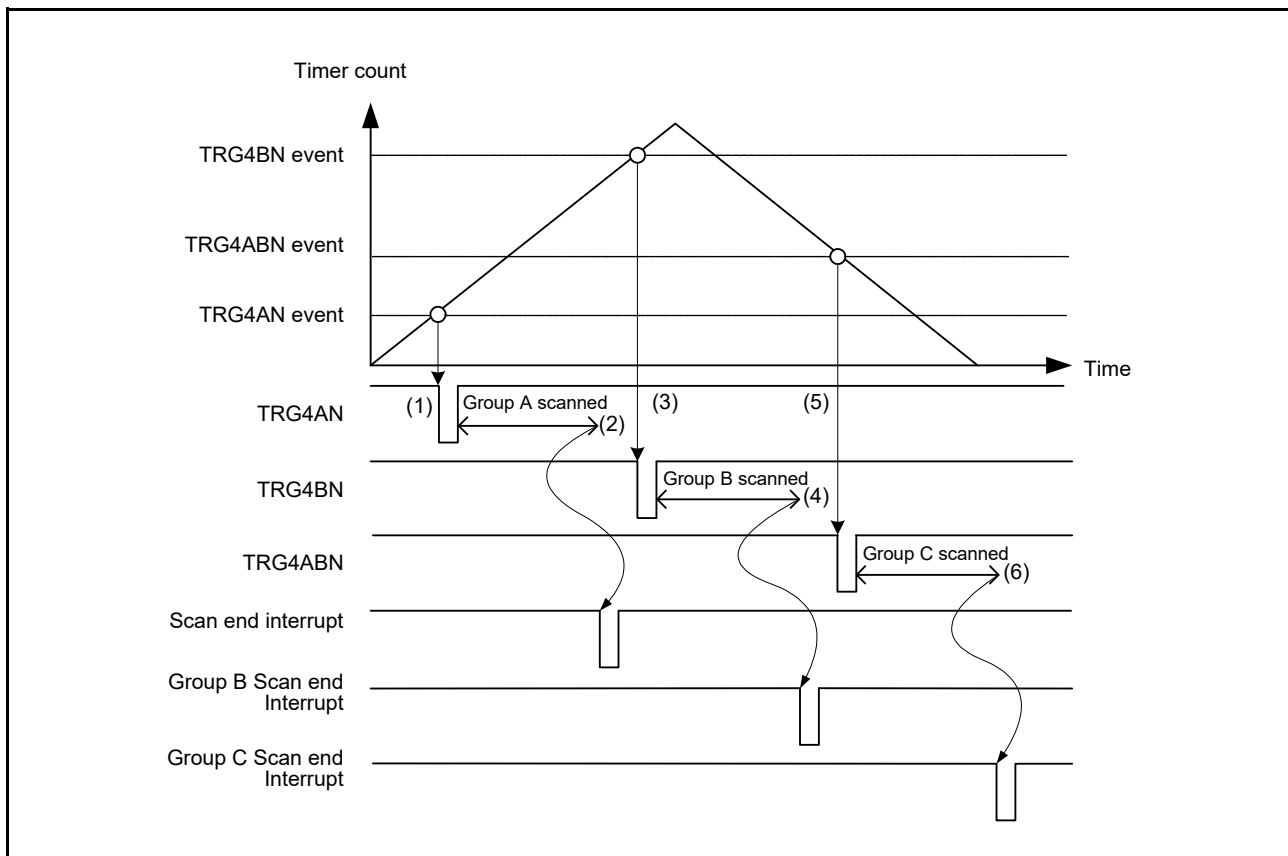 Timer count
TRG4BN event
TRG4ABN event
TRG4AN event
Time
TRG4AN
(1)
Group A scanned
(2)
(3)
(5)
TRG4BN
Group B scanned
(4)
TRG4ABN
Group C scanned
(6)
Scan end interrupt
Group B Scan end
Interrupt
Group C Scan end
Interrupt